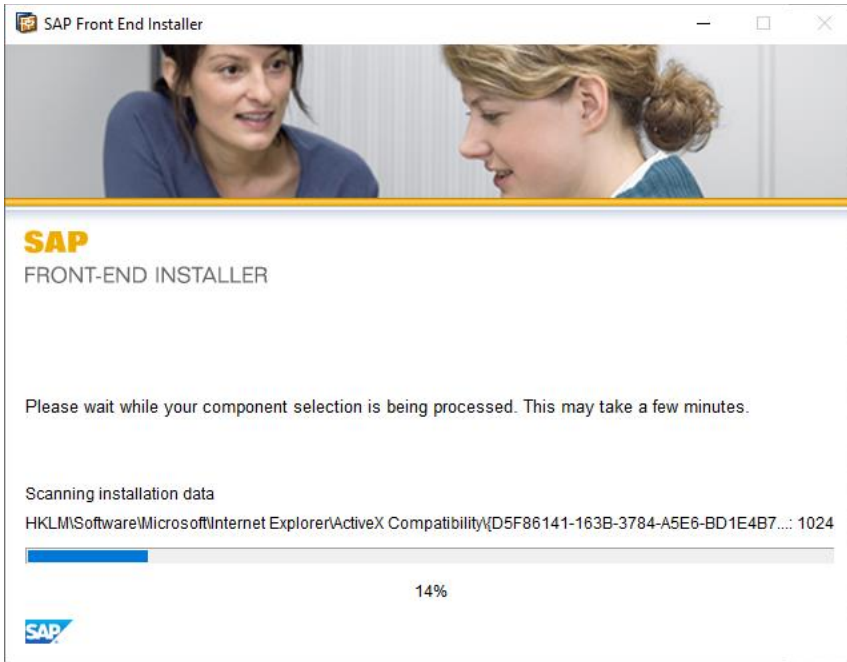 SAP Front End Installer
SAP
FRONT-END INSTALLER
Please wait while your component selection is being processed. This may take a few minutes.
Scanning installation data
HKLM\Software\Microsoft\Internet Explorer\ActiveX Compatibility\{D5F86141-163B-3784-A5E6-BD1E4B7...: 1024
14%
SAP